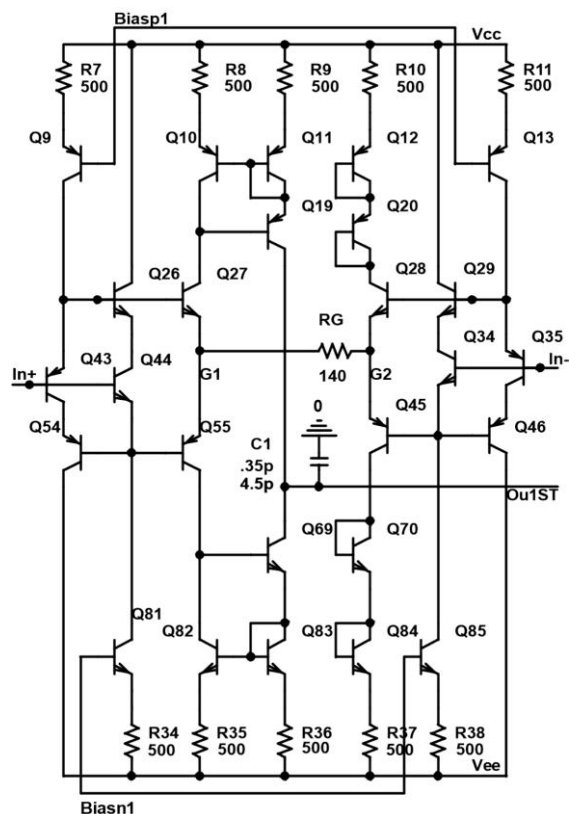 Biasp1
Vcc
R7
500
R8
500
R9
500
R10
500
R11
500
Q9
Q10
Q11
Q12
Q13
Q19
Q20
Q26
Q27
Q28
Q29
RG
140
Q34
Q35
In+
Q43
Q44
G1
G2
In-
Q54
Q55
0
Q45
Q46
C1
.35p
4.5p
Ou1ST
Q69
Q70
Q81
Q82
Q83
Q84
Q85
R34
500
R35
500
R36
500
R37
500
R38
500
Vee
Biasn1